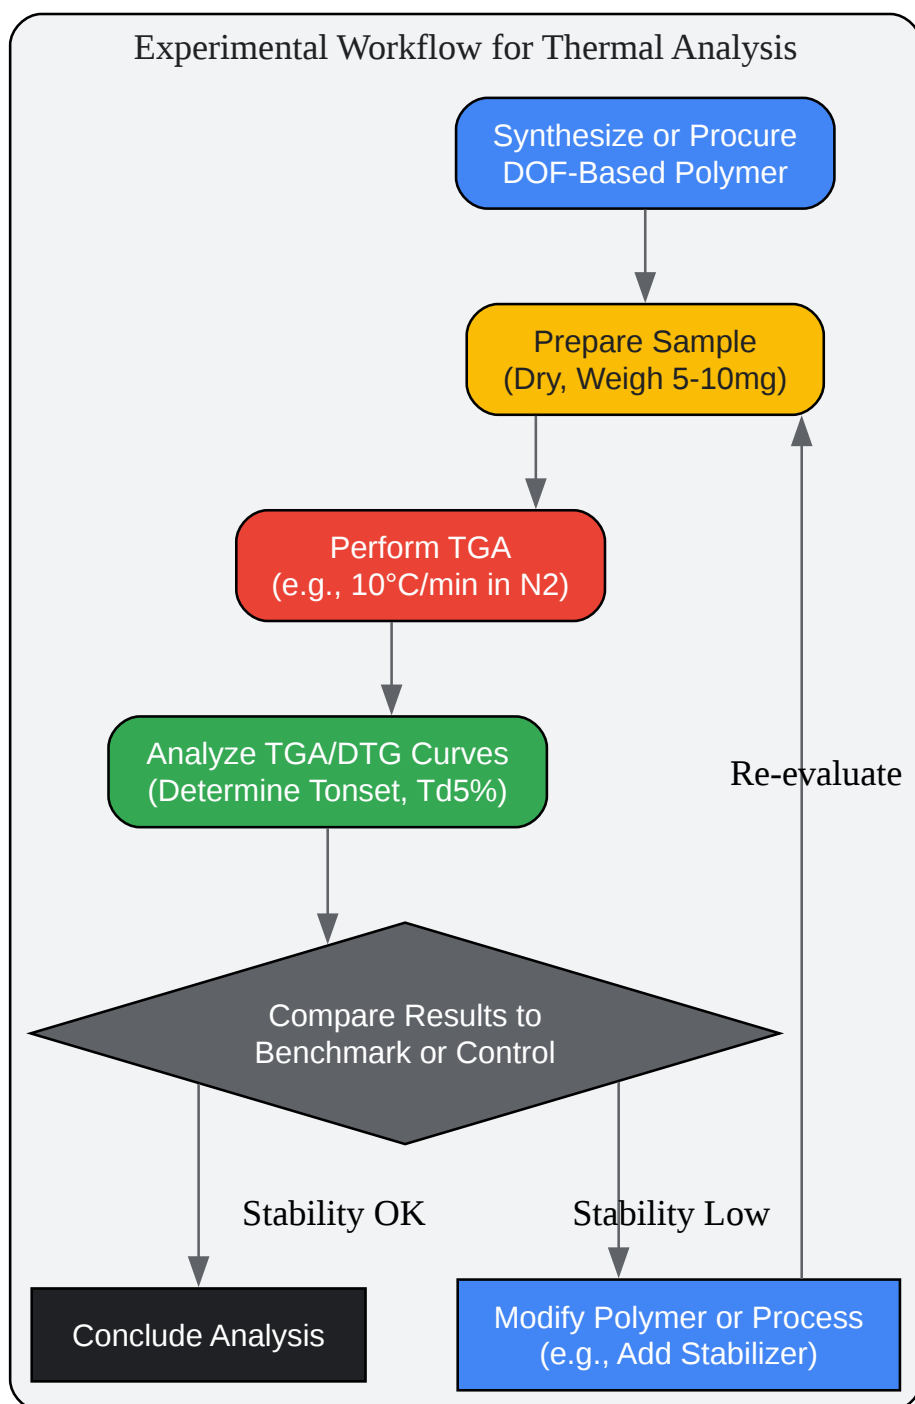 Experimental Workflow for Thermal Analysis
Synthesize or Procure
DOF-Based Polymer
Prepare Sample
(Dry, Weigh 5-10mg)
Perform TGA
(e.g., 10°C/min in N2)
Analyze TGA/DTG Curves
(Determine Tonset, Td5%)
Re-evaluate
Compare Results to
Benchmark or Control
Stability OK
Stability Low
Conclude Analysis
Modify Polymer or Process
(e.g., Add Stabilizer)